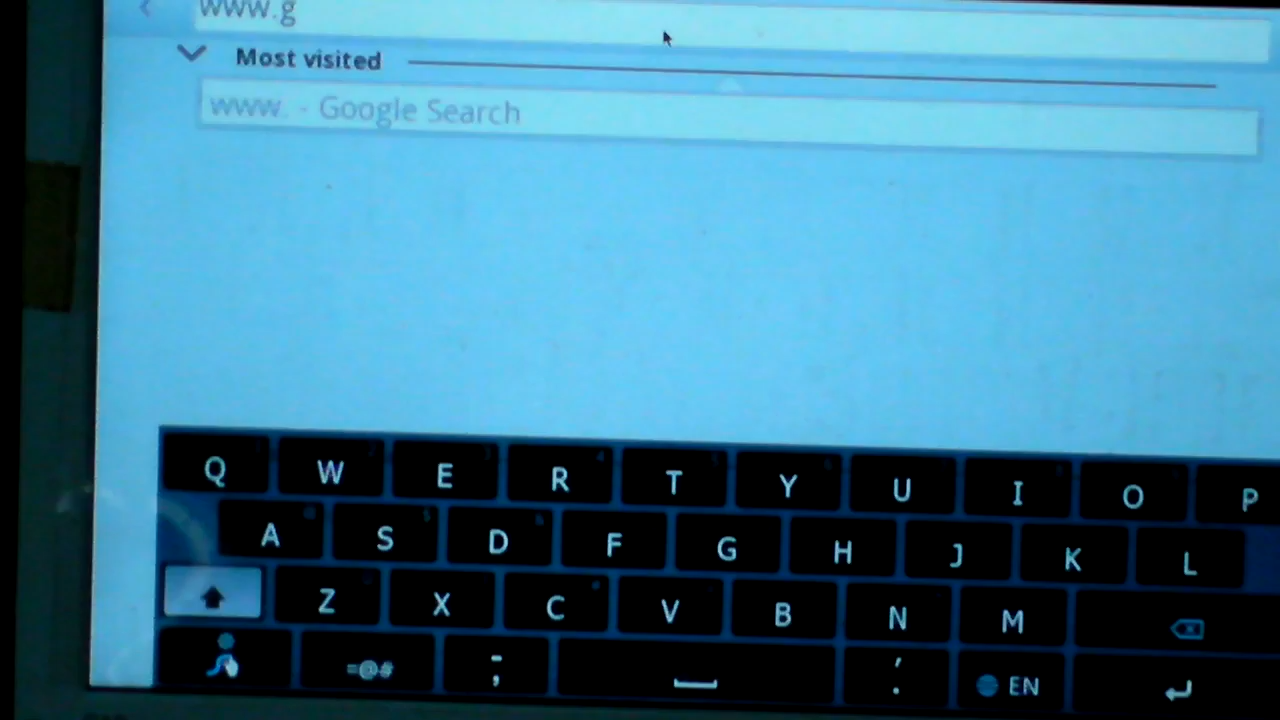 www.g
Most visited
www. - Google Search
Q W E R T Y U I O P
A S D F G H J K L
Z X C V B N M
=@# - ; ' . EN